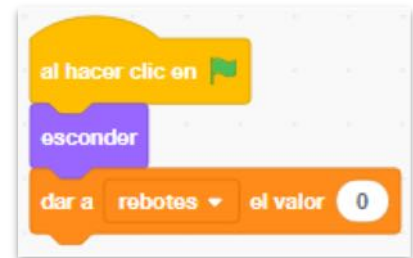 al hacer clic en
esconder
dar a rebotes el valor 0